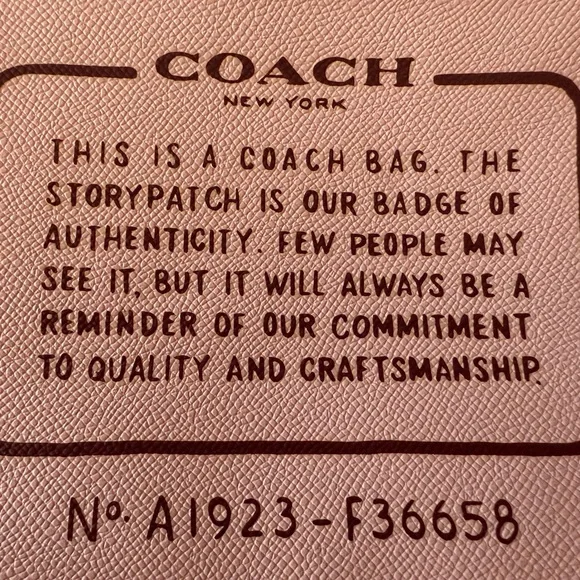 COACH
NEW YORK
THIS IS A COACH BAG. THE
STORYPATCH IS OUR BADGE OF
AUTHENTICITY. FEW PEOPLE MAY
SEE IT, BUT IT WILL ALWAYS BE A
REMINDER OF OUR COMMITMENT
TO QUALITY AND CRAFTSMANSHIP.
Nº. A1923-F36658